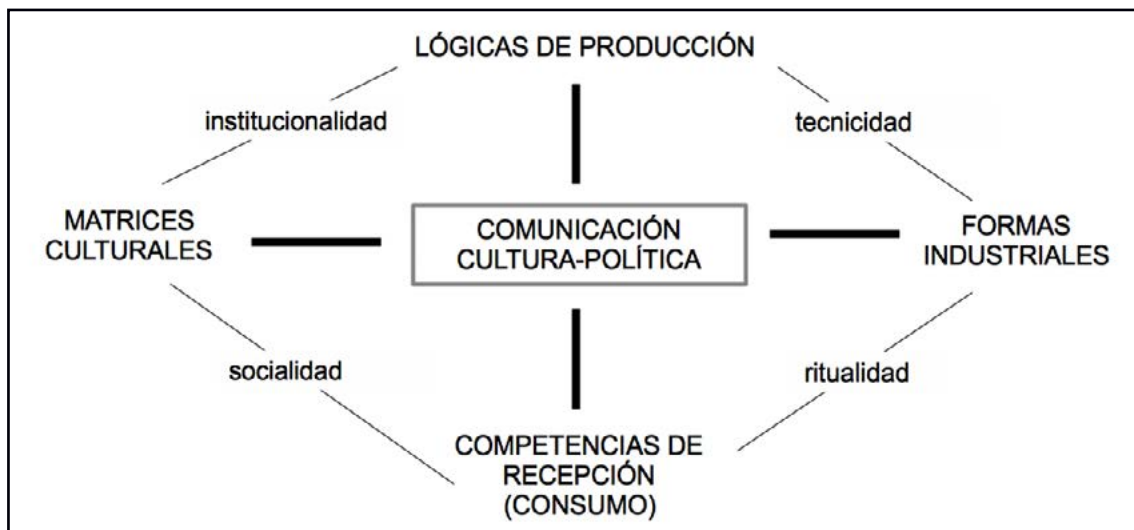 LÓGICAS DE PRODUCCIÓN
institucionalidad
tecnicidad
MATRICES
CULTURALES
COMUNICACIÓN
CULTURA-POLÍTICA
FORMAS
INDUSTRIALES
socialidad
ritualidad
COMPETENCIAS DE
RECEPCIÓN
(CONSUMO)